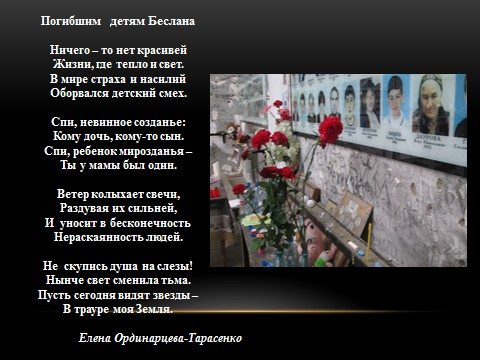 Погибшим детям Беслана
Ничего – то нет красивей
Жизни, где тепло и свет.
В мире страха и насилий
Оборвался детский смех.
Спи, невинное созданье:
Кому дочь, кому-то сын.
Спи, ребенок мирозданья –
Ты у мамы был один.
Ветер колыхает свечи,
Раздувая их сильней,
И уносит в бесконечность
Нераскаянность людей.
Не скупись душа на слезы!
Нынче свет сменила тьма.
Пусть сегодня видят звезды –
В трауре моя Земля.
Елена Ординарцева-Тарасенко